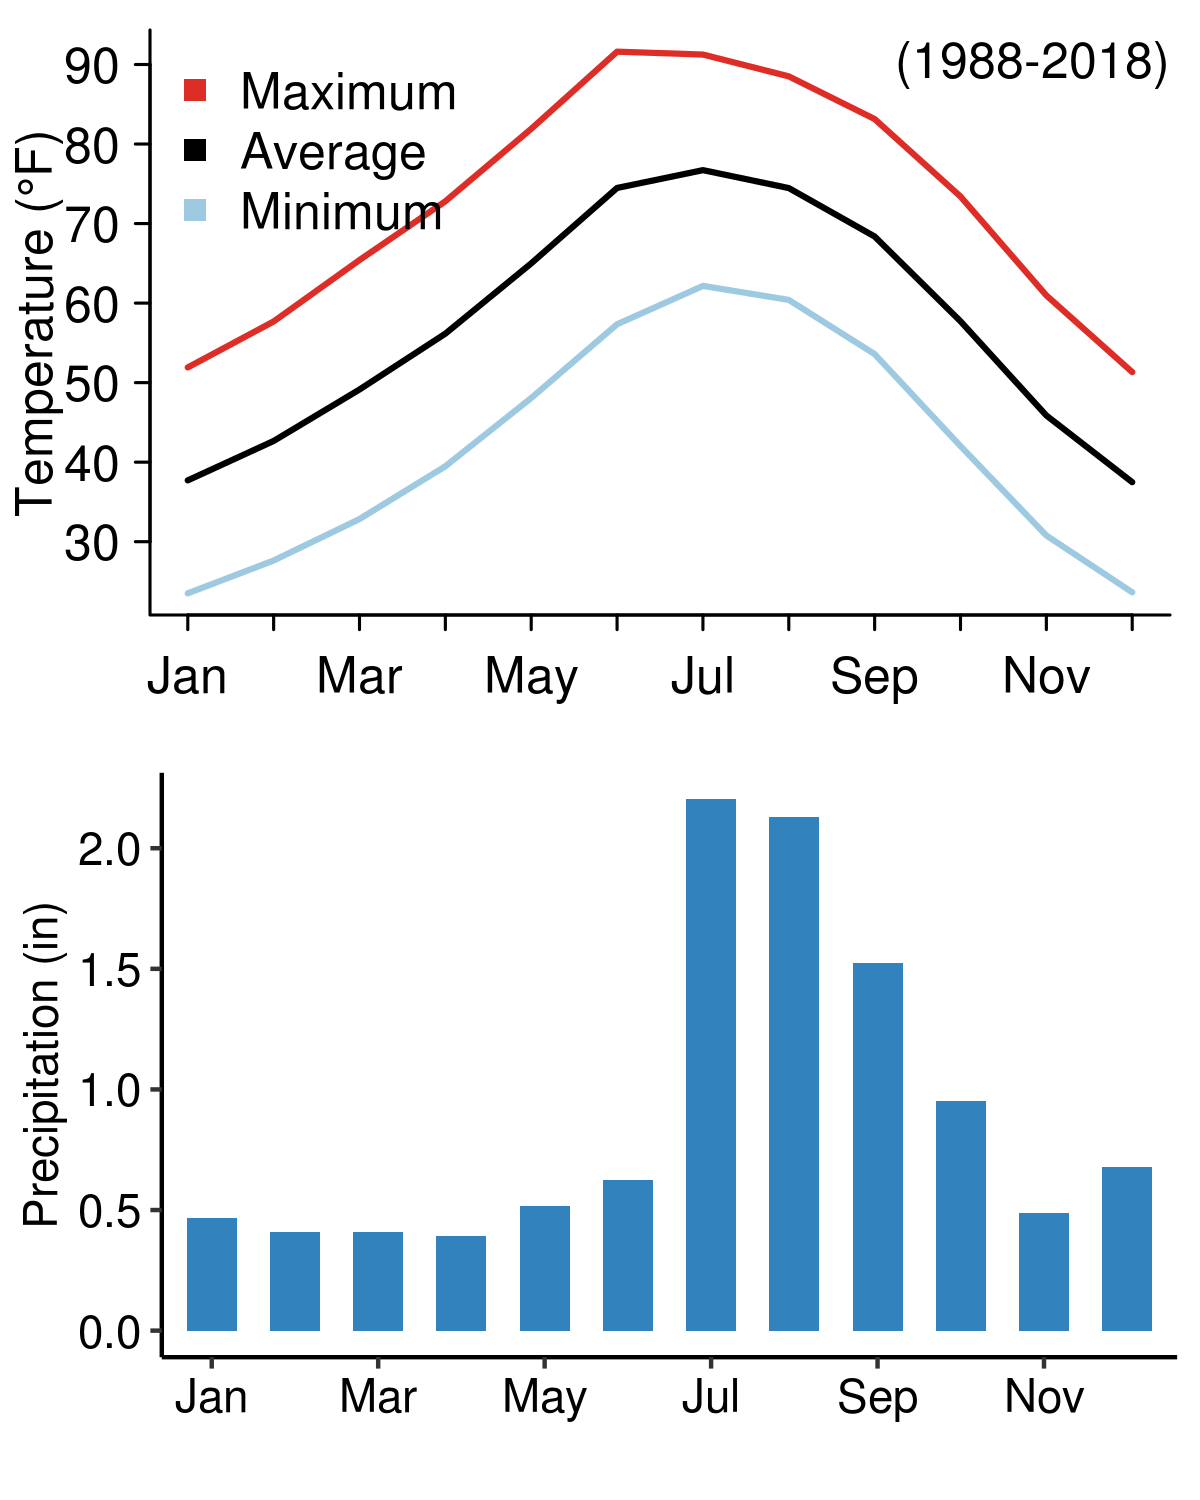 (1988-2018)
Maximum
Average
Minimum
Temperature (°F)
90
80
70
60
50
40
30
Jan Mar May Jul Sep Nov
Precipitation (in)
2.0
1.5
1.0
0.5
0.0
Jan Mar May Jul Sep Nov